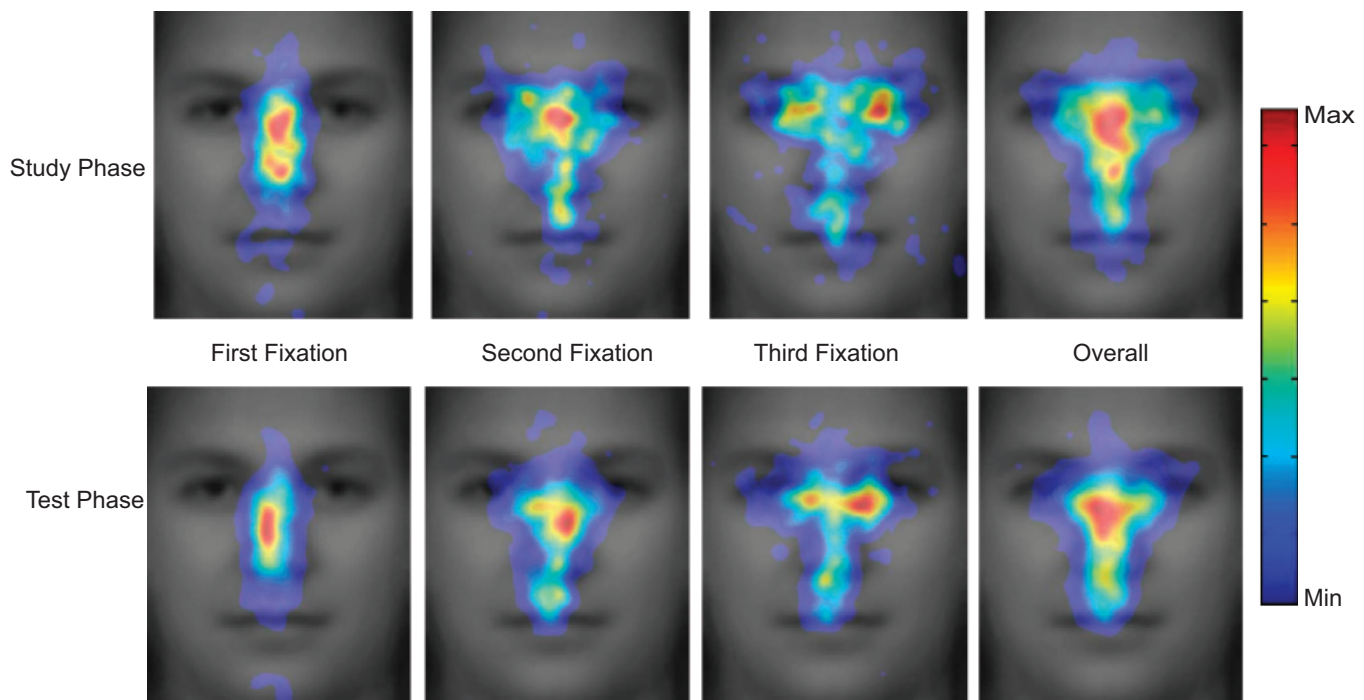 Max
Study Phase
First Fixation
Second Fixation
Third Fixation
Overall
Test Phase
Min